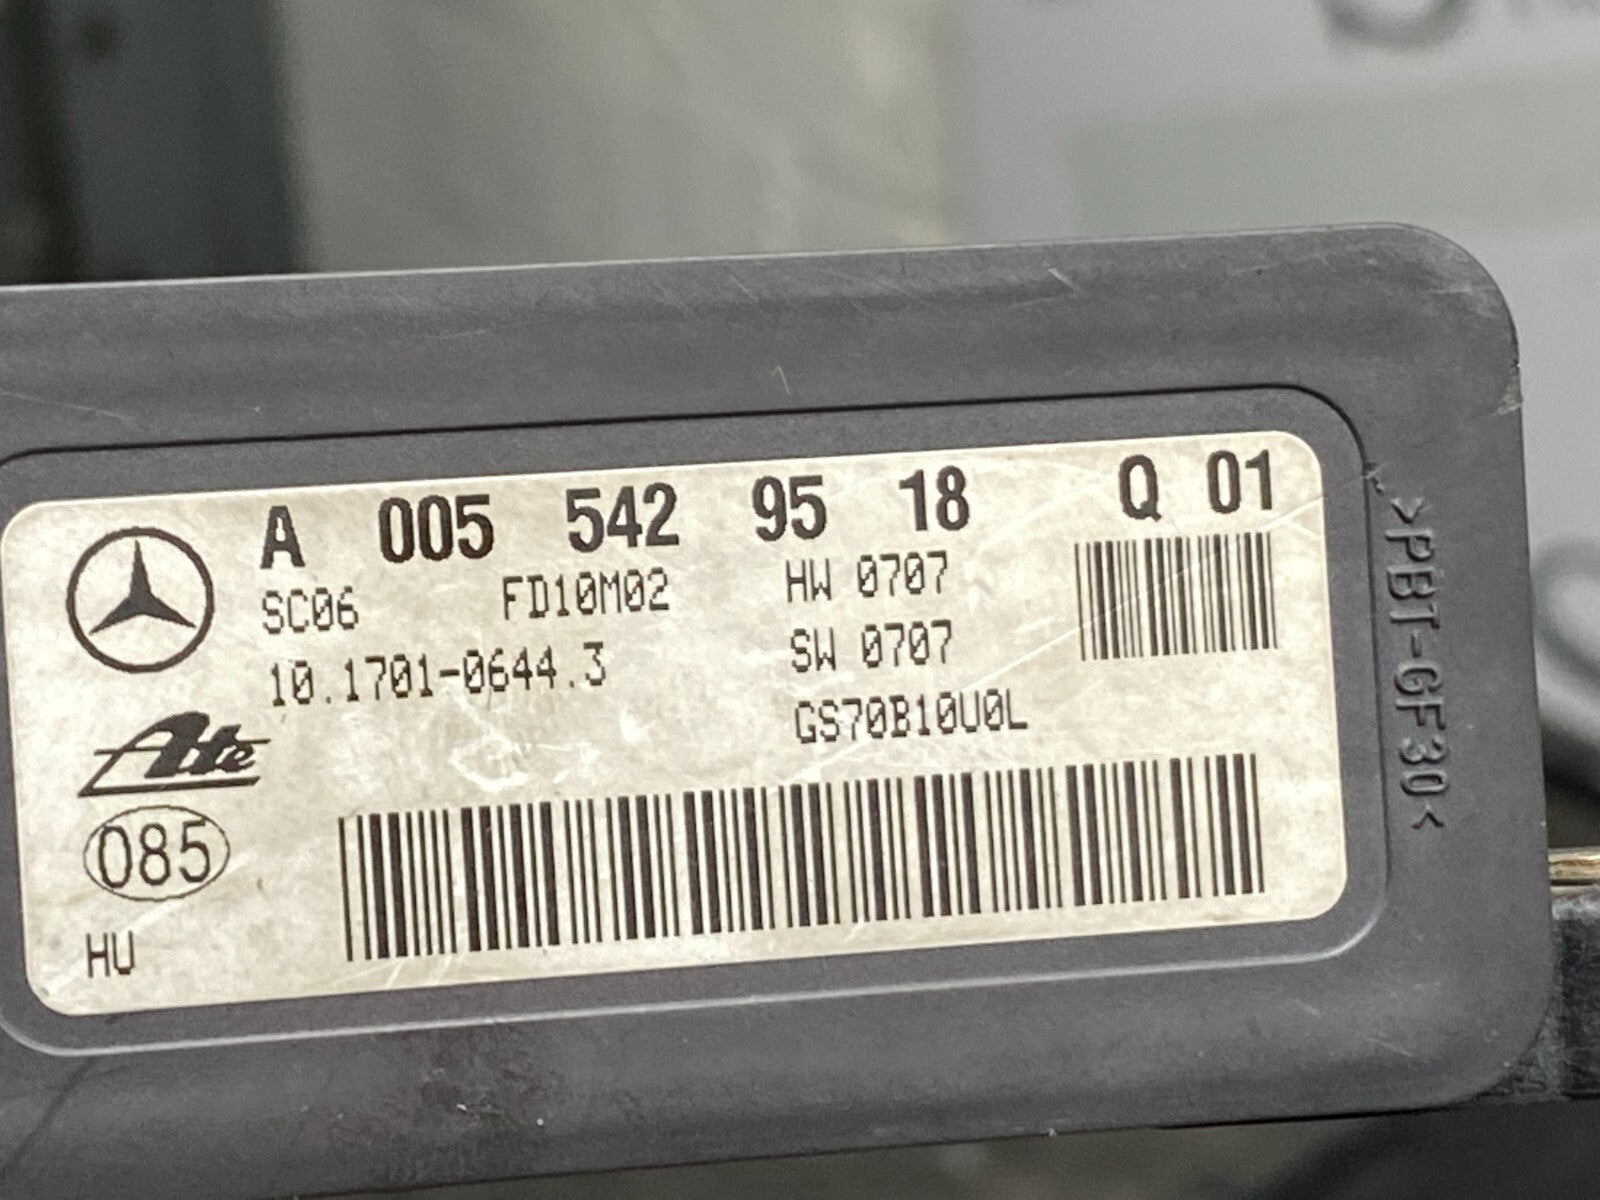 A 005 542 95 18 Q 01
SC06 FD10M02 HW 0707
10.1701-0644.3 SW 0707
GS70B10U0L
Ate
085
HU
>PBT-GF30<